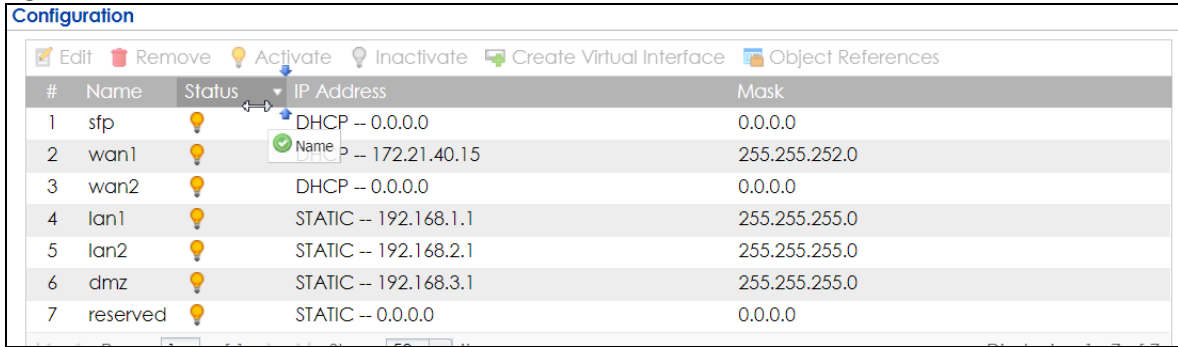 Configuration
Edit Remove Activate Inactivate Create Virtual Interface Object References
# Name Status IP Address Mask
1 sfp DHCP -- 0.0.0.0 0.0.0.0
Name
2 wan1 DHCP -- 172.21.40.15 255.255.252.0
3 wan2 DHCP -- 0.0.0.0 0.0.0.0
4 lan1 STATIC -- 192.168.1.1 255.255.255.0
5 lan2 STATIC -- 192.168.2.1 255.255.255.0
6 dmz STATIC -- 192.168.3.1 255.255.255.0
7 reserved STATIC -- 0.0.0.0 0.0.0.0